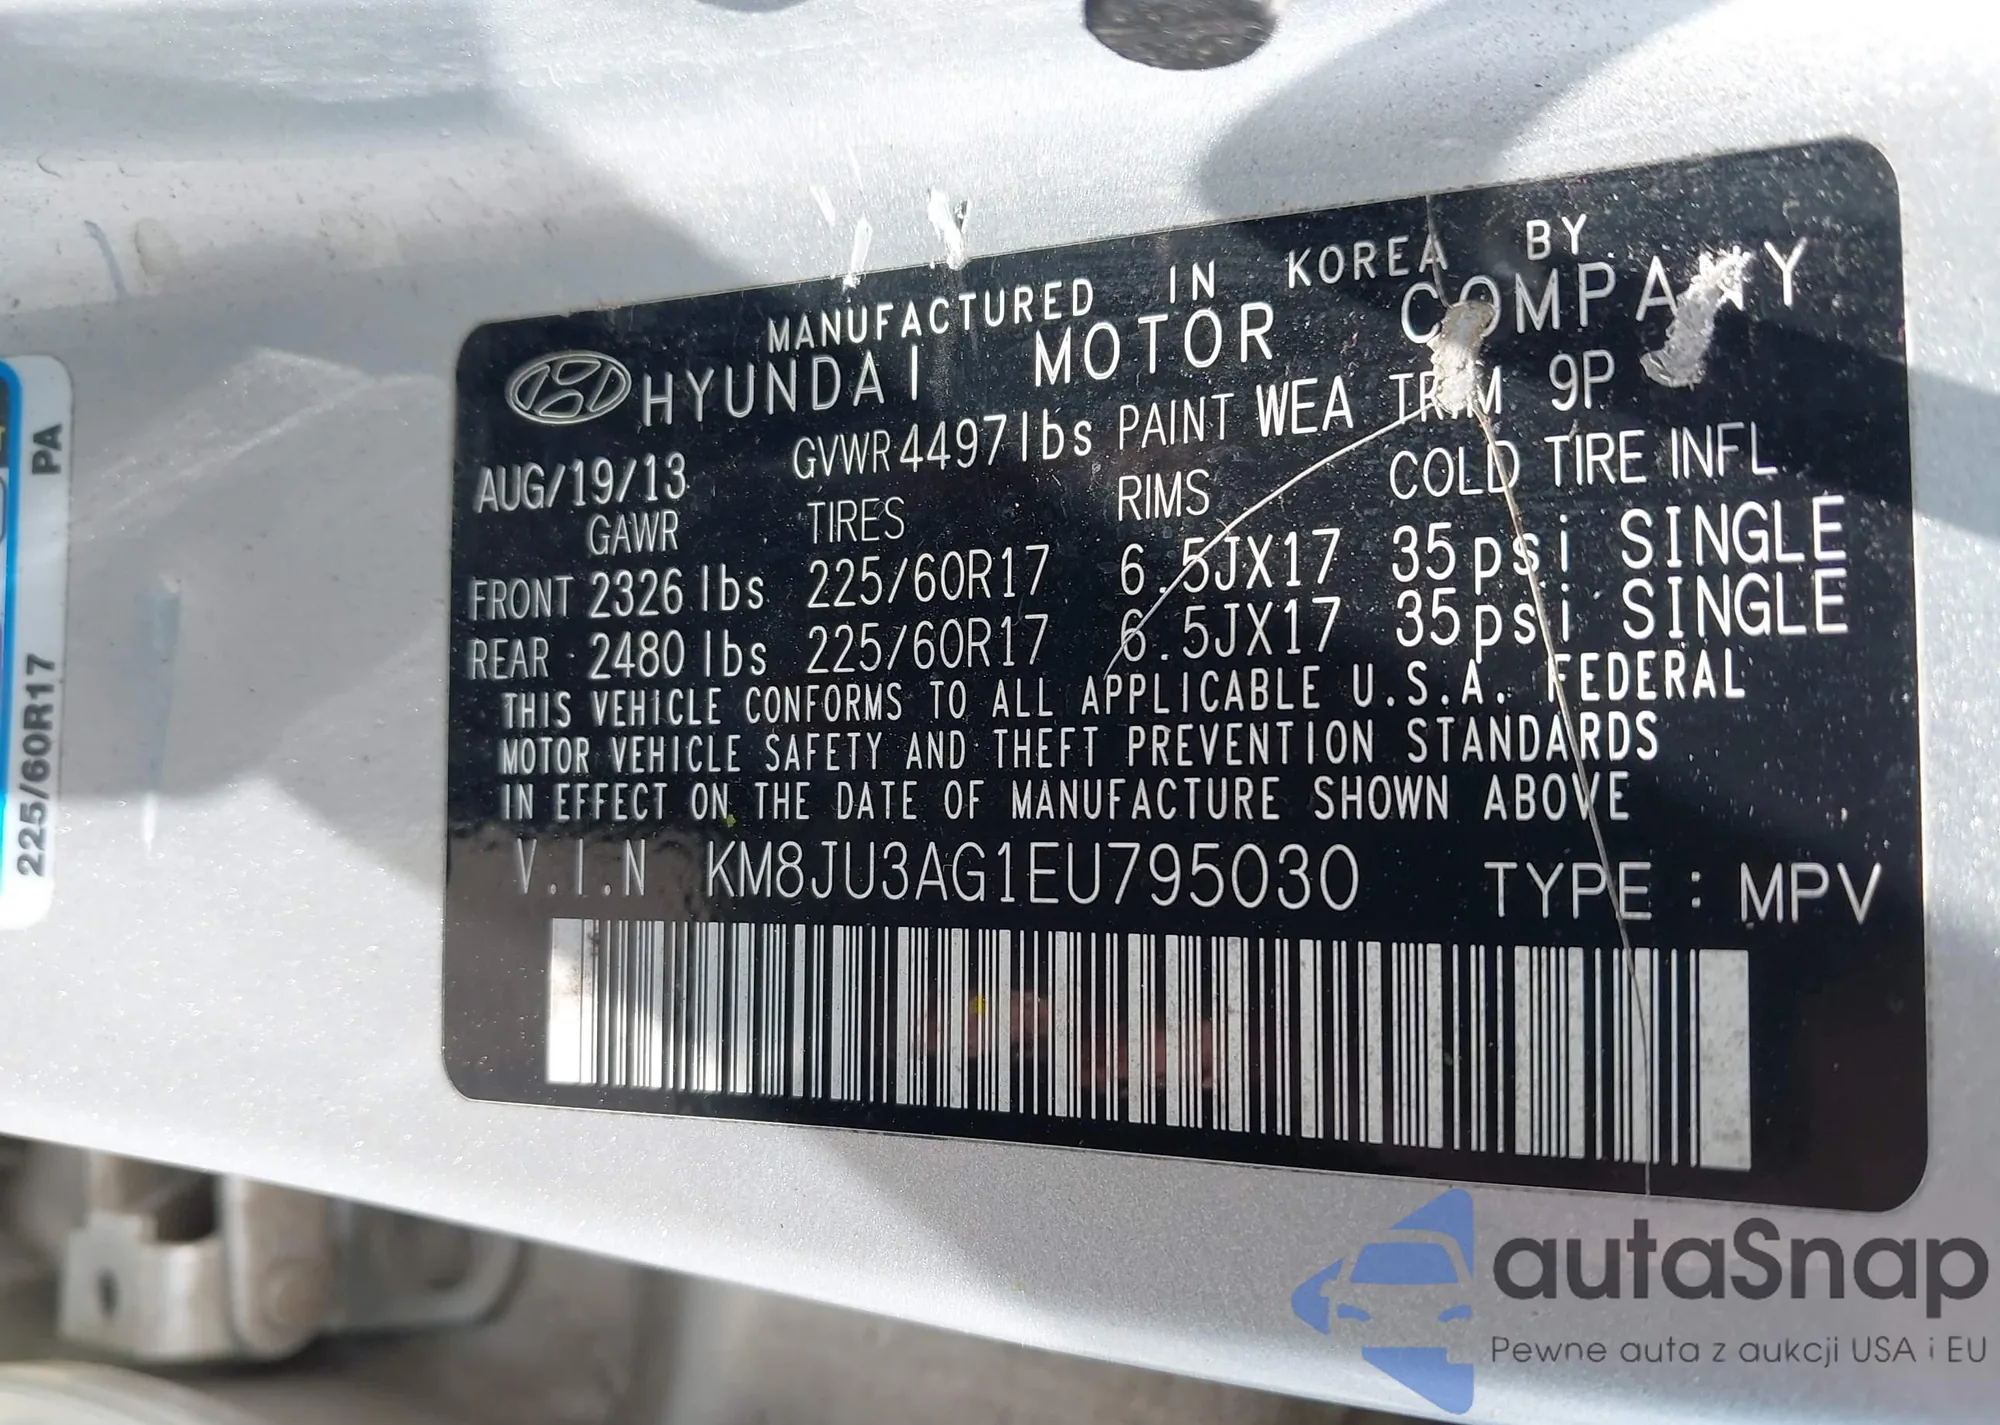 MANUFACTURED IN KOREA BY
HYUNDAI MOTOR COMPANY
AUG/19/13 GVWR 4497lbs PAINT WEA TRIM 9P
GAWR TIRES RIMS COLD TIRE INFL
FRONT 2326 lbs 225/60R17 6.5JX17 35psi SINGLE
REAR 2480 lbs 225/60R17 6.5JX17 35psi SINGLE
THIS VEHICLE CONFORMS TO ALL APPLICABLE U.S.A. FEDERAL
MOTOR VEHICLE SAFETY AND THEFT PREVENTION STANDARDS
IN EFFECT ON THE DATE OF MANUFACTURE SHOWN ABOVE
V.I.N KM8JU3AG1EU795030 TYPE : MPV
225/60R17 PA
autaSnap
Pewne auta z aukcji USA i EU